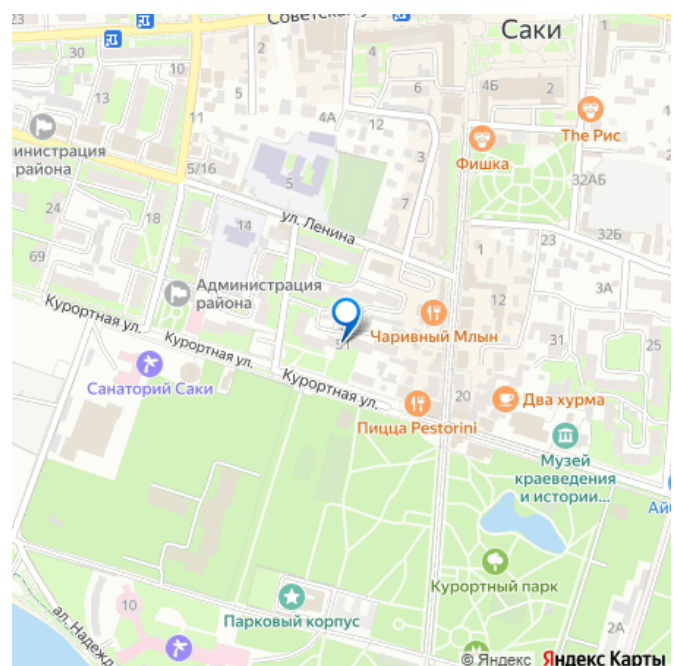 23
Советская
Саки
30
10
2
4
6
4Б
2
13
11
5
4А
12
The Рис
министрация
района
5/16
5
3
Фишка
32АБ
24
18
14
ул. Ленина
7
32Б
69
1
23
Администрация
района
12
3А
Курортная ул.
Курортная ул.
51
Чаривный Млын
31
25
Санаторий Саки
Курортная ул.
20
Два хурма
Пицца Pestorini
Музей
краеведения
и истории...
Курортный парк
10
Парковый корпус
2А
ал. Надежд
© Яндекс Яндекс Карты